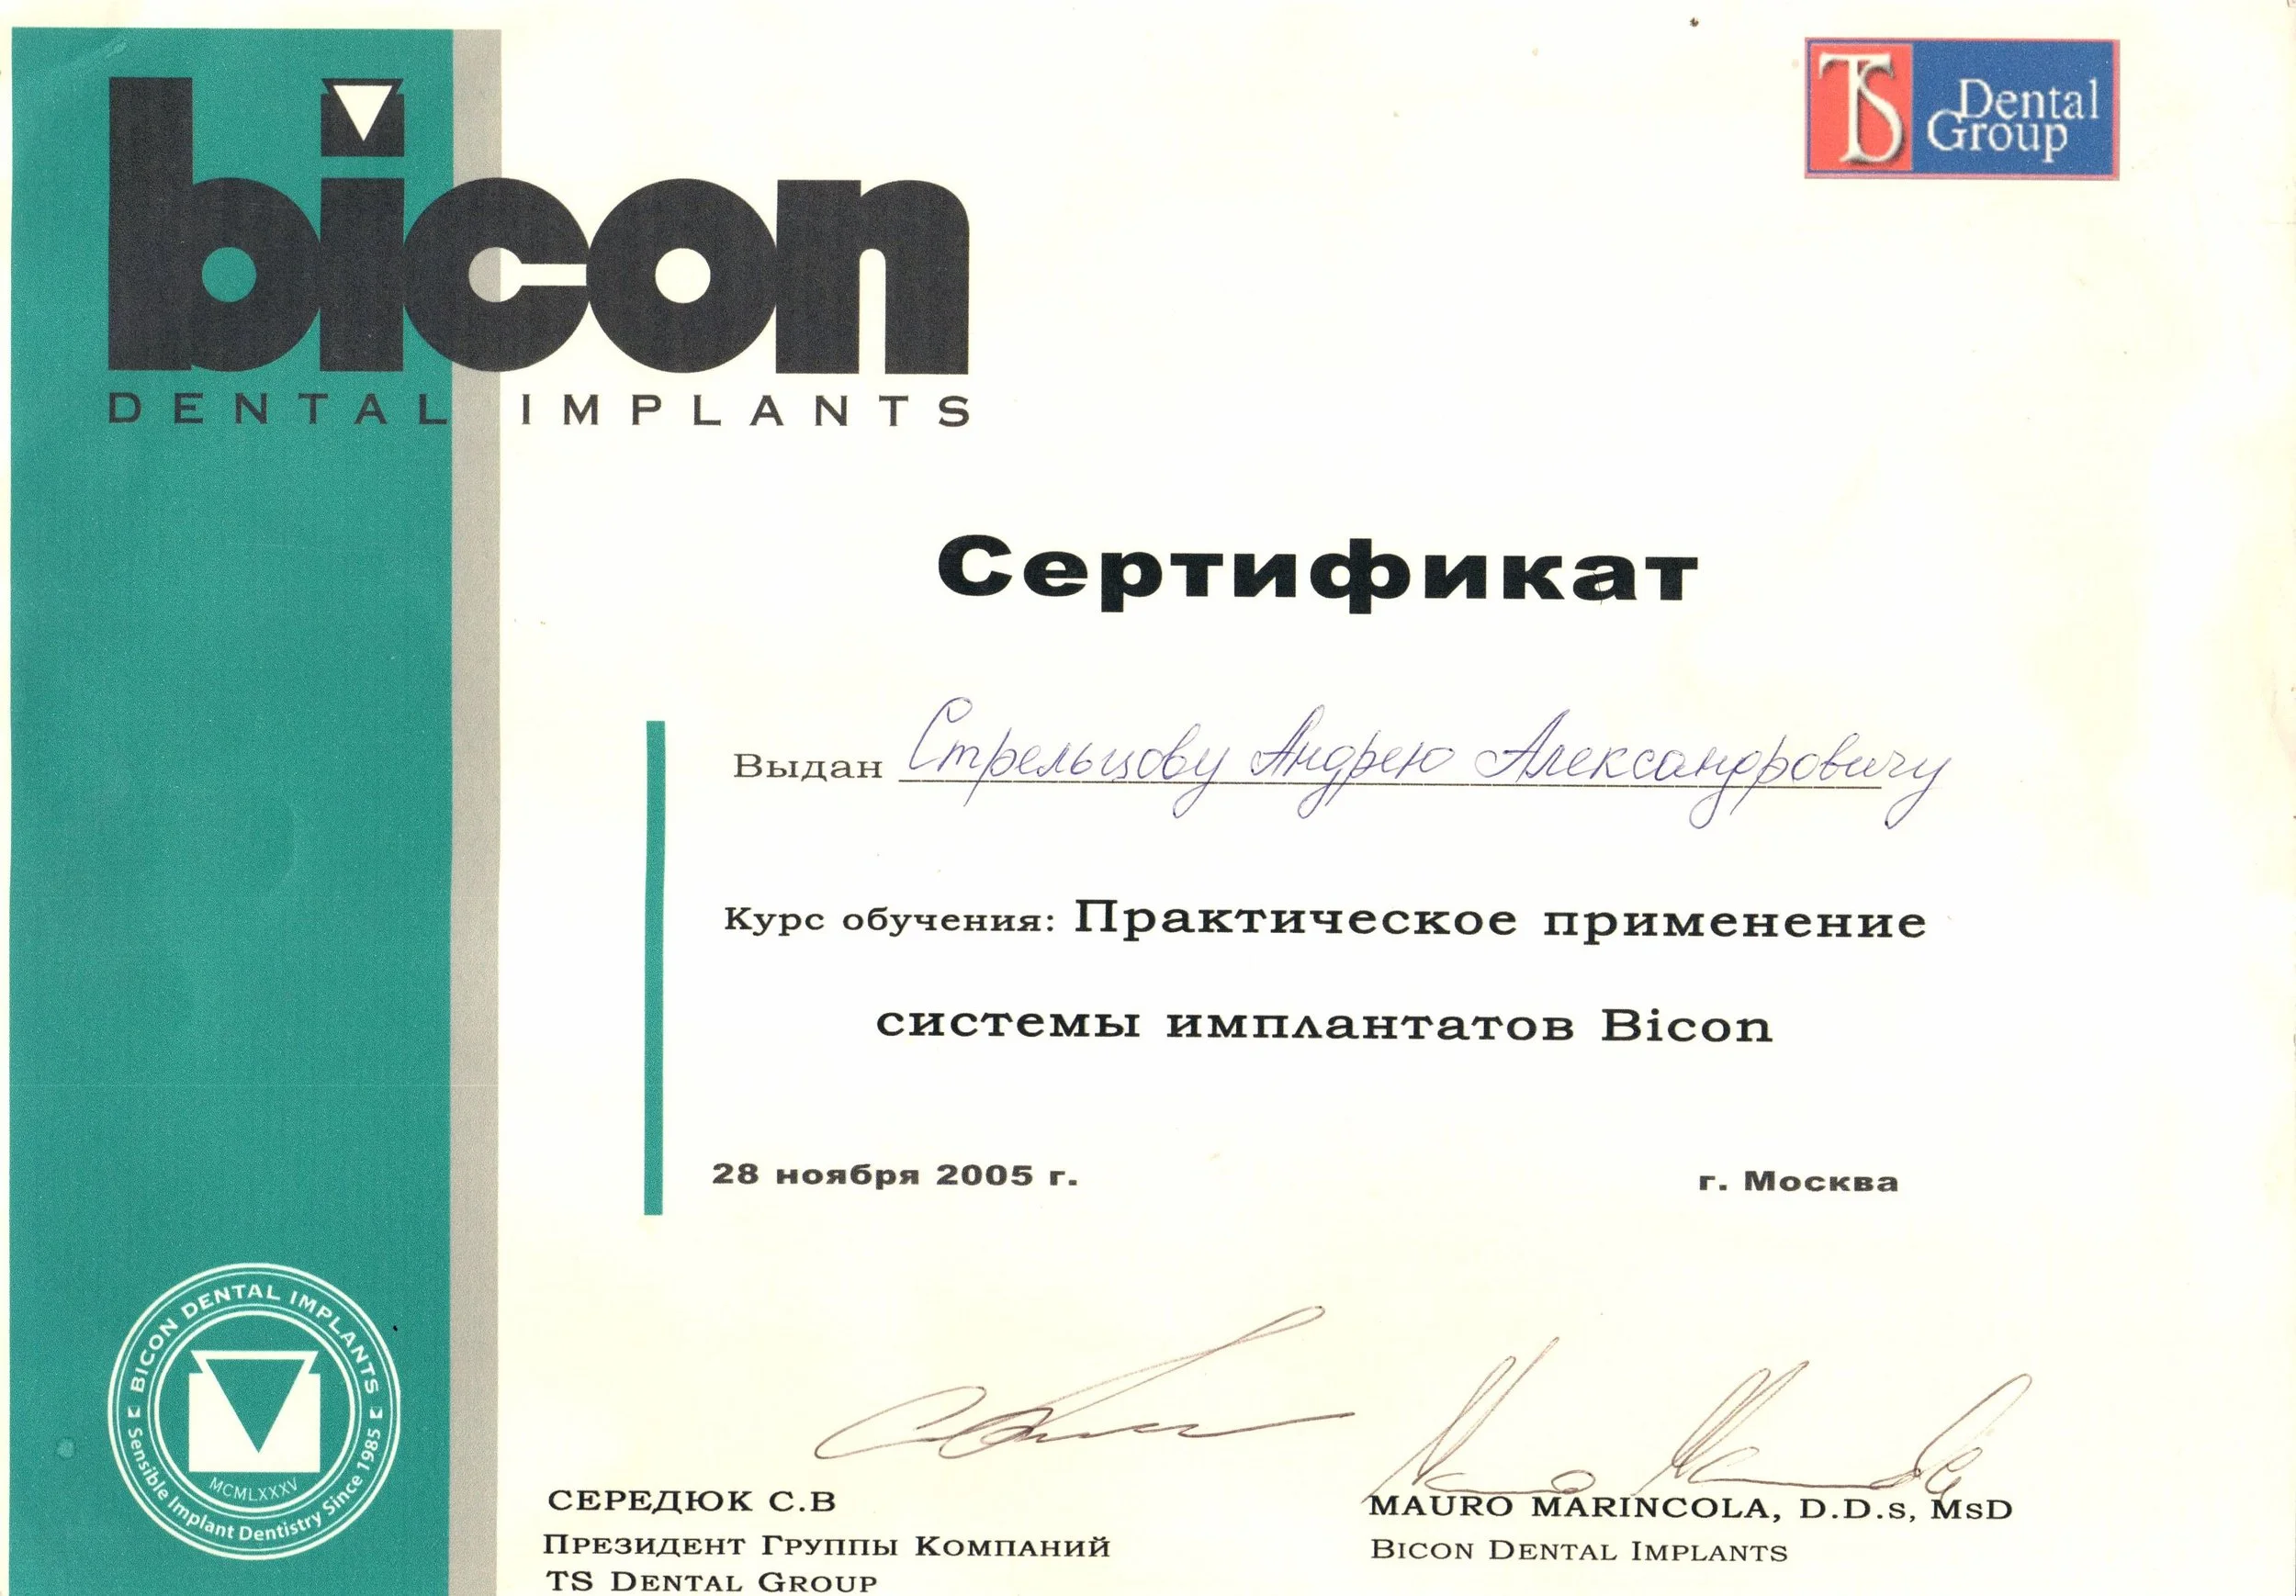 bicon
DENTAL IMPLANTS
TS Dental Group
Сертификат
Выдан Стрельцову Андрею Александровичу
Курс обучения: Практическое применение
системы имплантатов Bicon
28 ноября 2005 г.
г. Москва
BICON DENTAL IMPLANTS
MCMLXXXV
Sensible Implant Dentistry Since 1985
СЕРЕДЮК С.В
ПРЕЗИДЕНТ ГРУППЫ КОМПАНИЙ
TS DENTAL GROUP
MAURO MARINCOLA, D.D.s, MsD
BICON DENTAL IMPLANTS